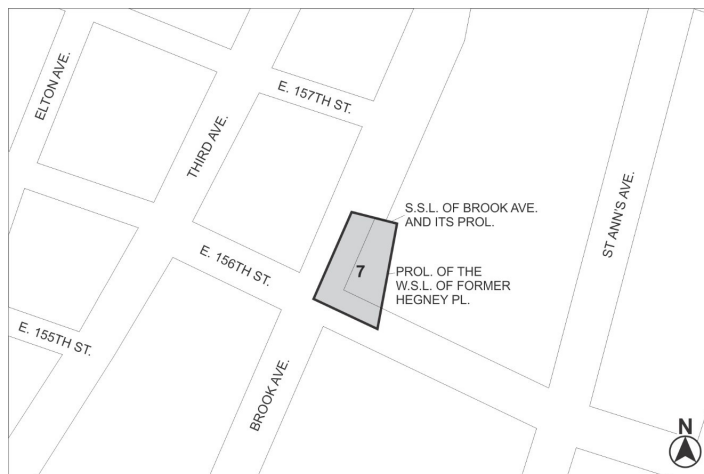 ELTON AVE.
E. 157TH ST.
THIRD AVE.
S.S.L. OF BROOK AVE.
AND ITS PROL.
ST ANN'S AVE.
E. 156TH ST.
7
PROL. OF THE
W.S.L. OF FORMER
HEGNEY PL.
E. 155TH ST.
BROOK AVE.
N